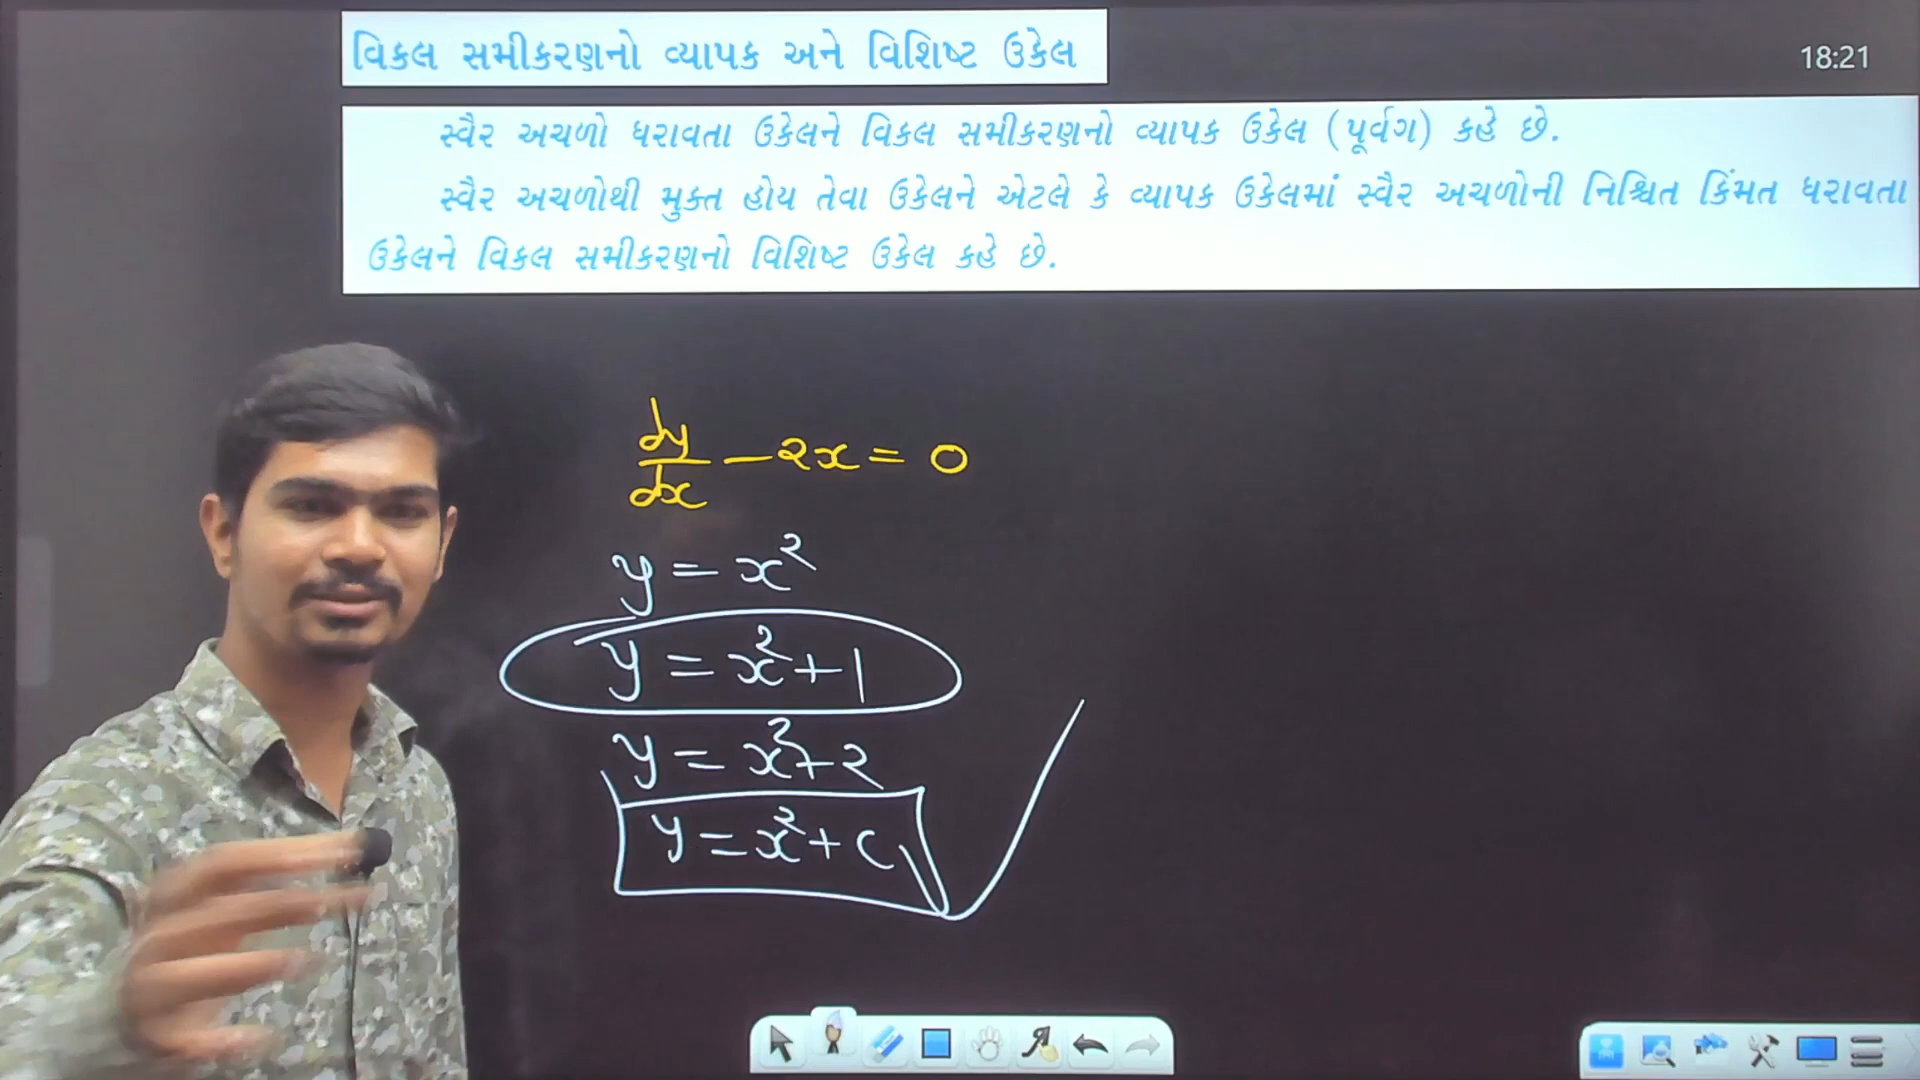 વિકલ સમીકરણનો વ્યાપક અને વિશિષ્ટ ઉકેલ
18:21
સ્વૈર અચળો ધરાવતા ઉકેલને વિકલ સમીકરણનો વ્યાપક ઉકેલ (પૂર્વગ) કહે છે.
સ્વૈર અચળોથી મુક્ત હોય તેવા ઉકેલને એટલે કે વ્યાપક ઉકેલમાં સ્વૈર અચળોની નિશ્ચિત કિંમત ધરાવતા
ઉકેલને વિકલ સમીકરણનો વિશિષ્ટ ઉકેલ કહે છે.
dy/dx - 2x = 0
y = x²
y = x² + 1
y = x² + 2
y = x² + c